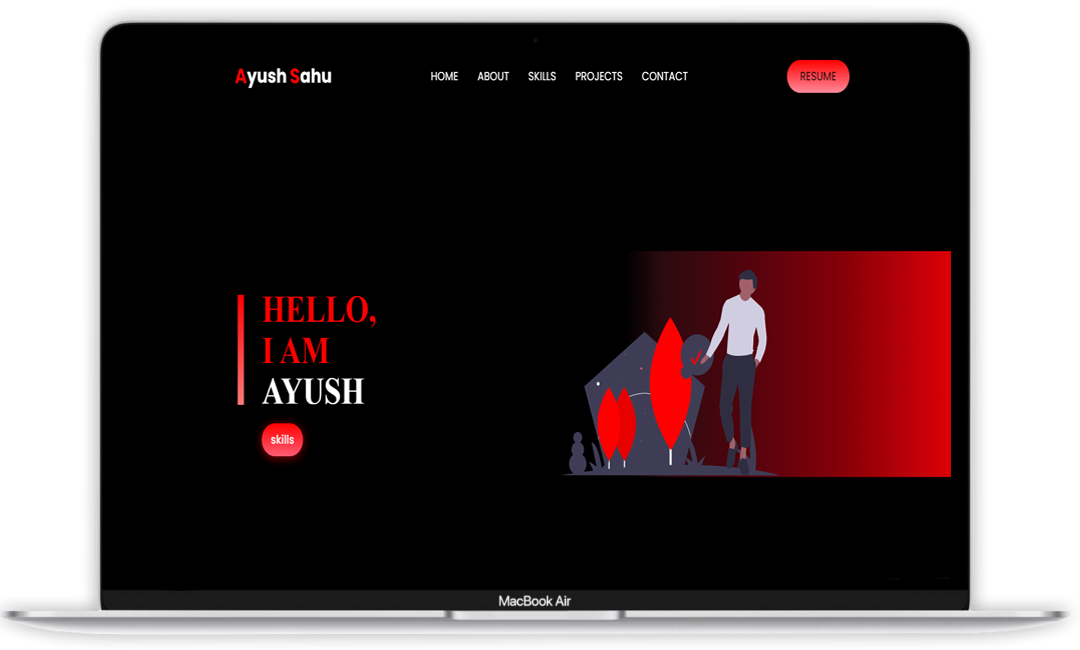 Ayush Sahu
HOME ABOUT SKILLS PROJECTS CONTACT
RESUME
HELLO,
I AM
AYUSH
skills
MacBook Air